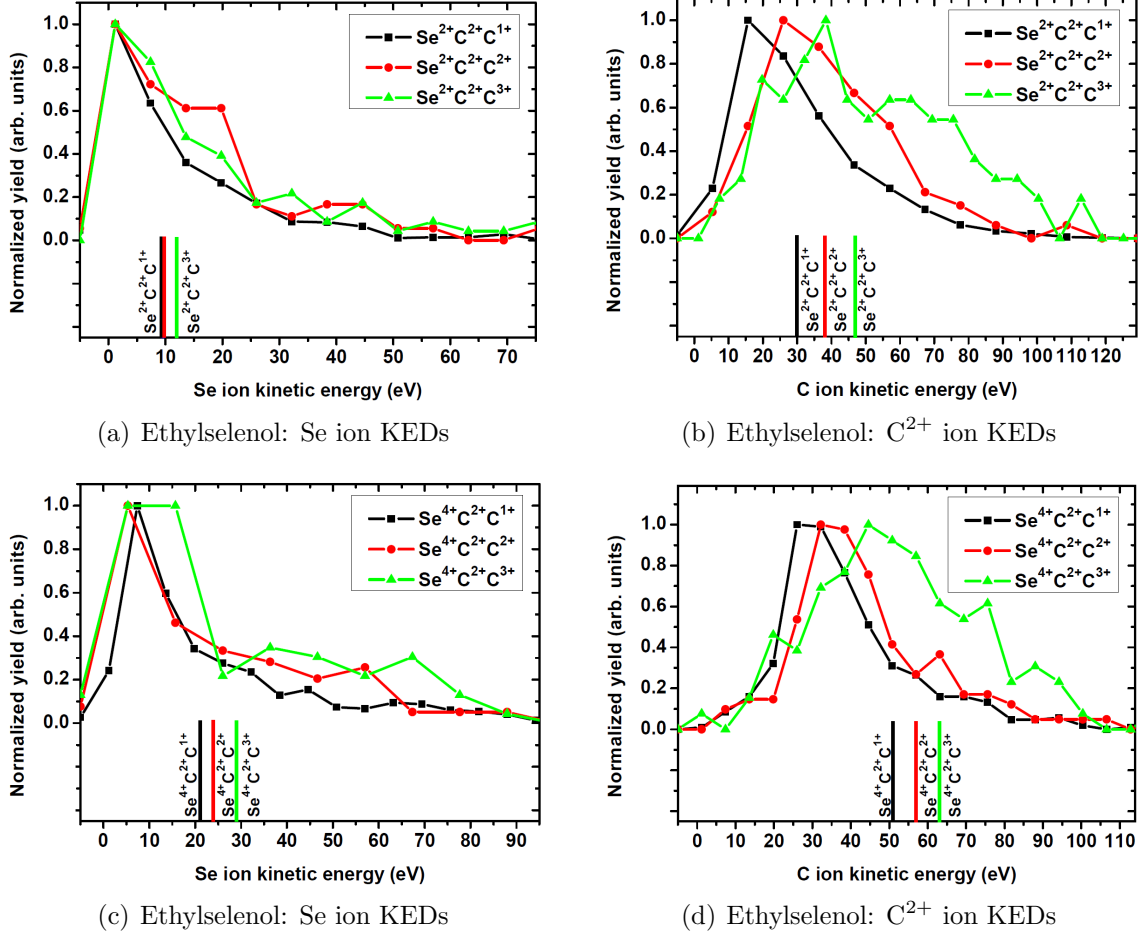 Normalized yield (arb. units)
1.0
0.8
0.6
0.4
0.2
0.0
Se²⁺C²⁺C¹⁺
Se²⁺C²⁺C²⁺
Se²⁺C²⁺C³⁺
Se²⁺C²⁺C¹⁺
Se²⁺C²⁺C³⁺
0 10 20 30 40 50 60 70
Se ion kinetic energy (eV)
(a) Ethylselenol: Se ion KEDs
Normalized yield (arb. units)
1.0
0.8
0.6
0.4
0.2
0.0
Se²⁺C²⁺C¹⁺
Se²⁺C²⁺C²⁺
Se²⁺C²⁺C³⁺
Se²⁺C²⁺C¹⁺
Se²⁺C²⁺C²⁺
Se²⁺C²⁺C³⁺
0 10 20 30 40 50 60 70 80 90 100 110 120
C ion kinetic energy (eV)
(b) Ethylselenol: C²⁺ ion KEDs
Normalized yield (arb. units)
1.0
0.8
0.6
0.4
0.2
0.0
Se⁴⁺C²⁺C¹⁺
Se⁴⁺C²⁺C²⁺
Se⁴⁺C²⁺C³⁺
Se⁴⁺C²⁺C¹⁺
Se⁴⁺C²⁺C²⁺
Se⁴⁺C²⁺C³⁺
0 10 20 30 40 50 60 70 80 90
Se ion kinetic energy (eV)
(c) Ethylselenol: Se ion KEDs
Normalized yield (arb. units)
1.0
0.8
0.6
0.4
0.2
0.0
Se⁴⁺C²⁺C¹⁺
Se⁴⁺C²⁺C²⁺
Se⁴⁺C²⁺C³⁺
Se⁴⁺C²⁺C¹⁺
Se⁴⁺C²⁺C²⁺
Se⁴⁺C²⁺C³⁺
0 10 20 30 40 50 60 70 80 90 100 110
C ion kinetic energy (eV)
(d) Ethylselenol: C²⁺ ion KEDs